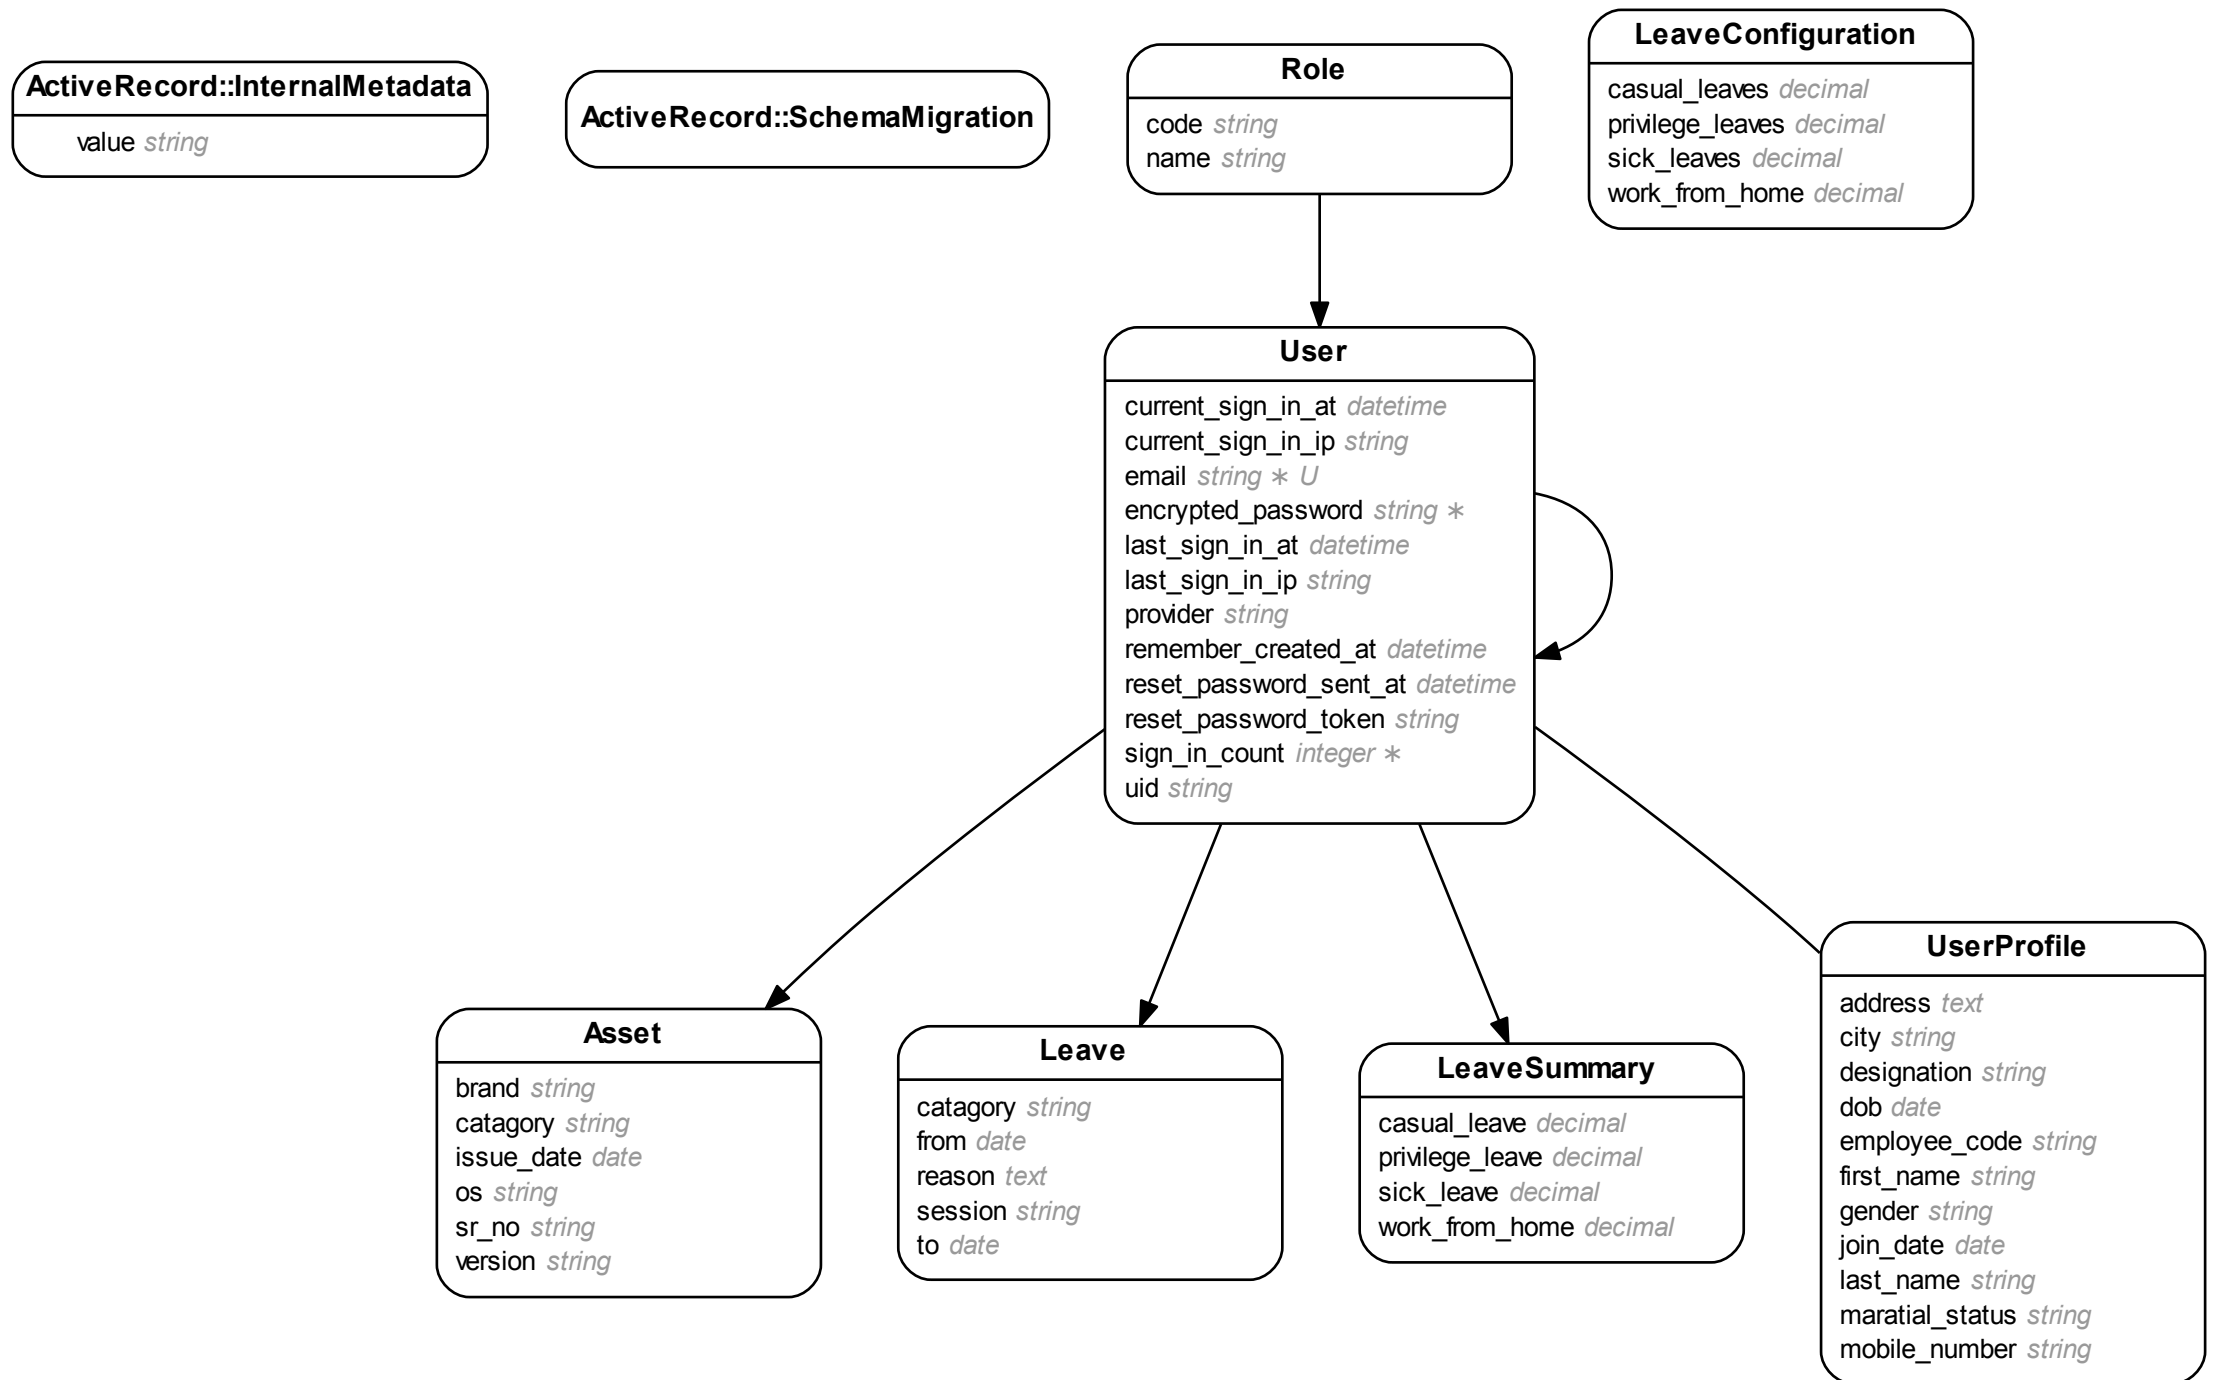 ActiveRecord::InternalMetadata
value string
ActiveRecord::SchemaMigration
Role
code string
name string
LeaveConfiguration
casual_leaves decimal
privilege_leaves decimal
sick_leaves decimal
work_from_home decimal
User
current_sign_in_at datetime
current_sign_in_ip string
email string ∗ U
encrypted_password string ∗
last_sign_in_at datetime
last_sign_in_ip string
provider string
remember_created_at datetime
reset_password_sent_at datetime
reset_password_token string
sign_in_count integer ∗
uid string
Asset
brand string
catagory string
issue_date date
os string
sr_no string
version string
Leave
catagory string
from date
reason text
session string
to date
LeaveSummary
casual_leave decimal
privilege_leave decimal
sick_leave decimal
work_from_home decimal
UserProfile
address text
city string
designation string
dob date
employee_code string
first_name string
gender string
join_date date
last_name string
maratial_status string
mobile_number string